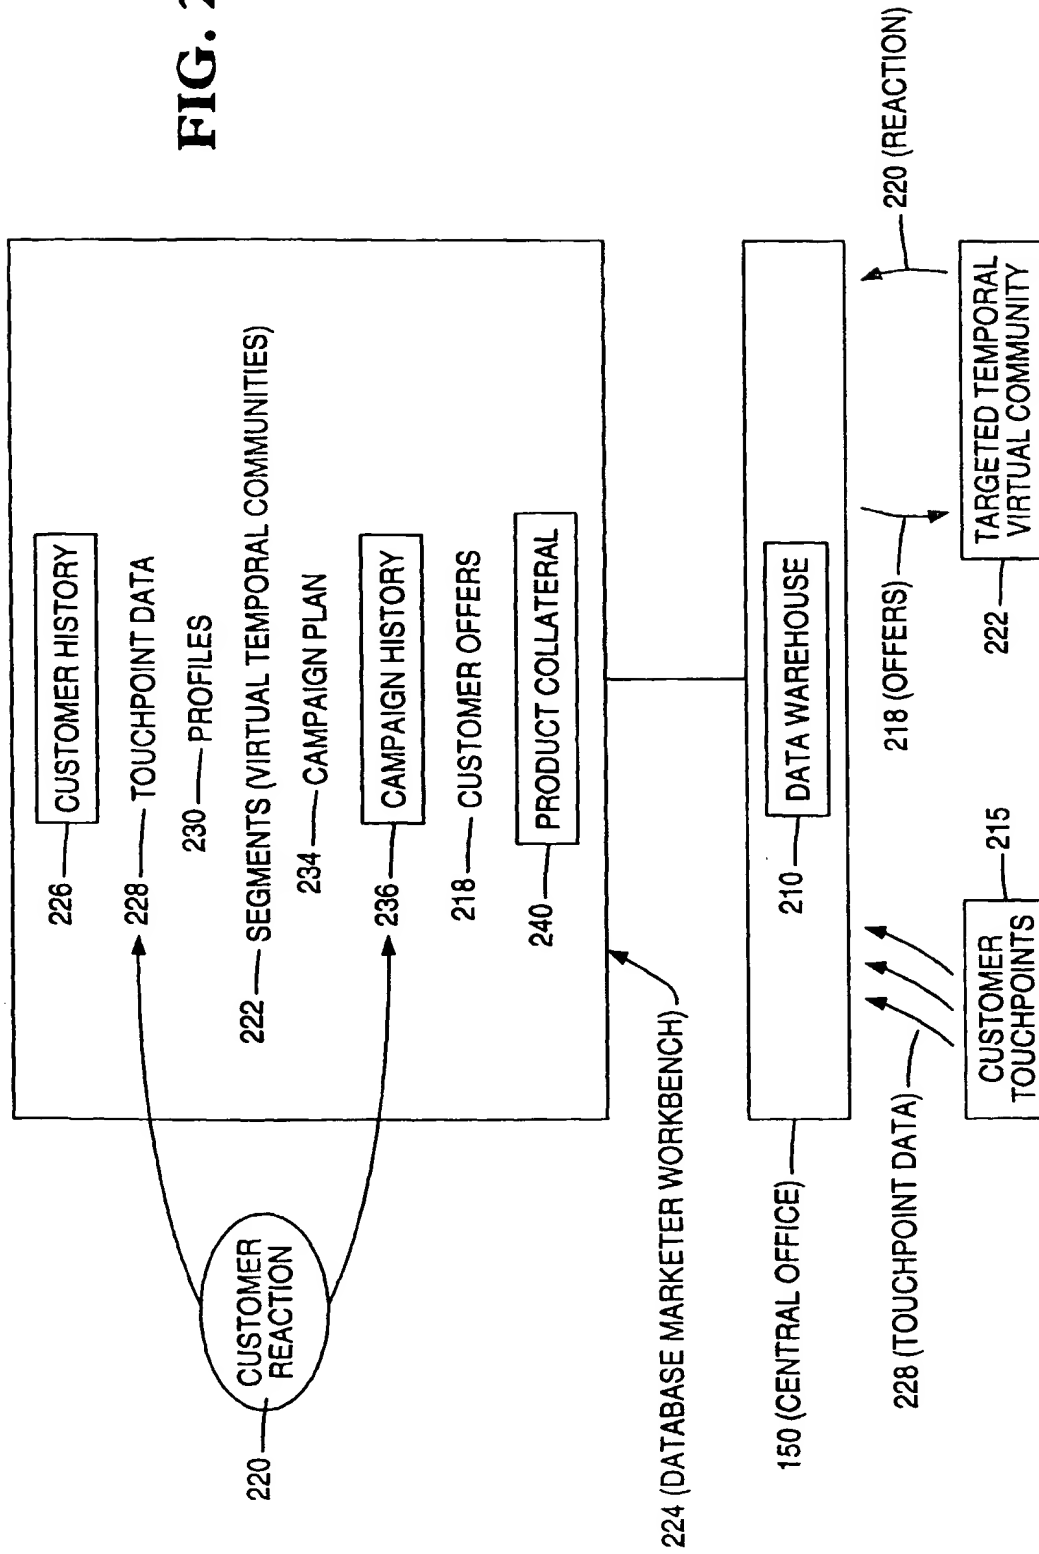 FIG. 2
226
CUSTOMER HISTORY
228
TOUCHPOINT DATA
230
PROFILES
222
SEGMENTS (VIRTUAL TEMPORAL COMMUNITIES)
234
CAMPAIGN PLAN
236
CAMPAIGN HISTORY
218
CUSTOMER OFFERS
240
PRODUCT COLLATERAL
CUSTOMER
REACTION
220
224 (DATABASE MARKETER WORKBENCH)
150 (CENTRAL OFFICE)
210
DATA WAREHOUSE
228 (TOUCHPOINT DATA)
218 (OFFERS)
220 (REACTION)
CUSTOMER
TOUCHPOINTS
215
222
TARGETED TEMPORAL
VIRTUAL COMMUNITY